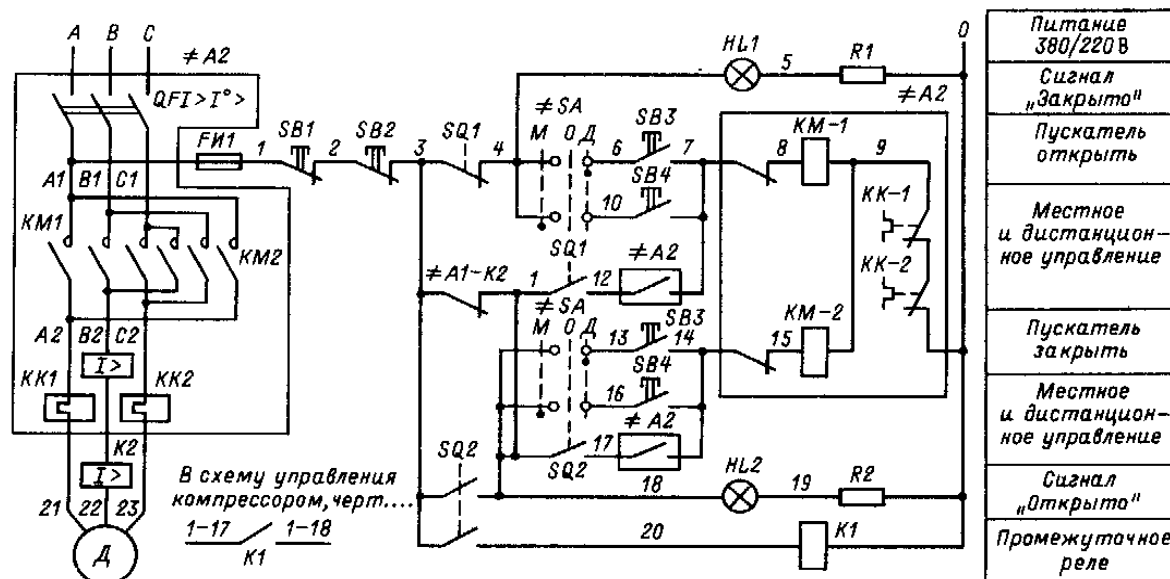 A B C
≠A2
QF I> I°>
FИ1
1
SB1
2
SB2
3
SQ1
4
≠SA
М О Д
6
SB3
7
10
SB4
HL1
5
R1
0
≠A2
8
KM-1
9
KK-1
KK-2
A1 B1 C1
KM1
KM2
≠A1-K2
1
SQ1
12
≠A2
≠SA
М О Д
13
SB3
14
15
KM-2
16
SB4
≠A2
17
SQ2
A2 B2 C2
I>
KK1
KK2
K2
I>
21 22 23
Д
В схему управления
компрессором, черт....
1-17 1-18
K1
SQ2
18
HL2
19
R2
20
K1
Питание
380/220 В
Сигнал
„Закрыто"
Пускатель
открыть
Местное
и дистанцион-
ное управление
Пускатель
закрыть
Местное
и дистанцион-
ное управление
Сигнал
„Открыто"
Промежуточное
реле